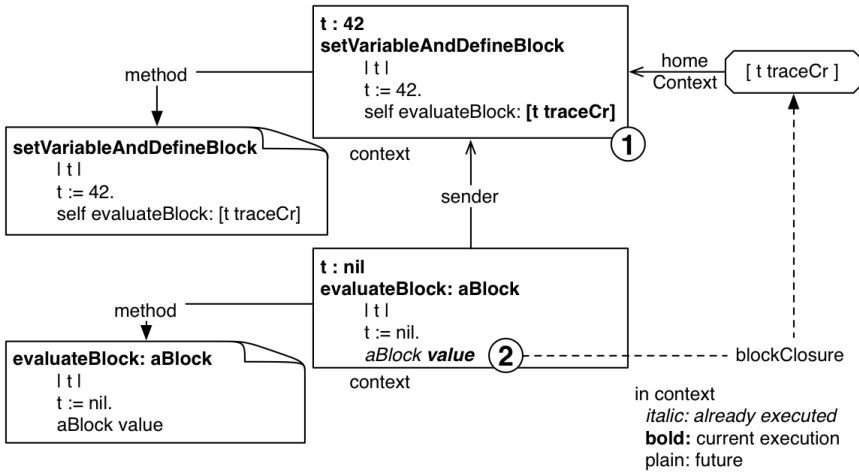 t : 42
setVariableAndDefineBlock
| t |
t := 42.
self evaluateBlock: [t traceCr]
1
context
home
Context
[ t traceCr ]
method
setVariableAndDefineBlock
| t |
t := 42.
self evaluateBlock: [t traceCr]
sender
t : nil
evaluateBlock: aBlock
| t |
t := nil.
aBlock value
2
context
method
evaluateBlock: aBlock
| t |
t := nil.
aBlock value
blockClosure
in context
italic: already executed
bold: current execution
plain: future